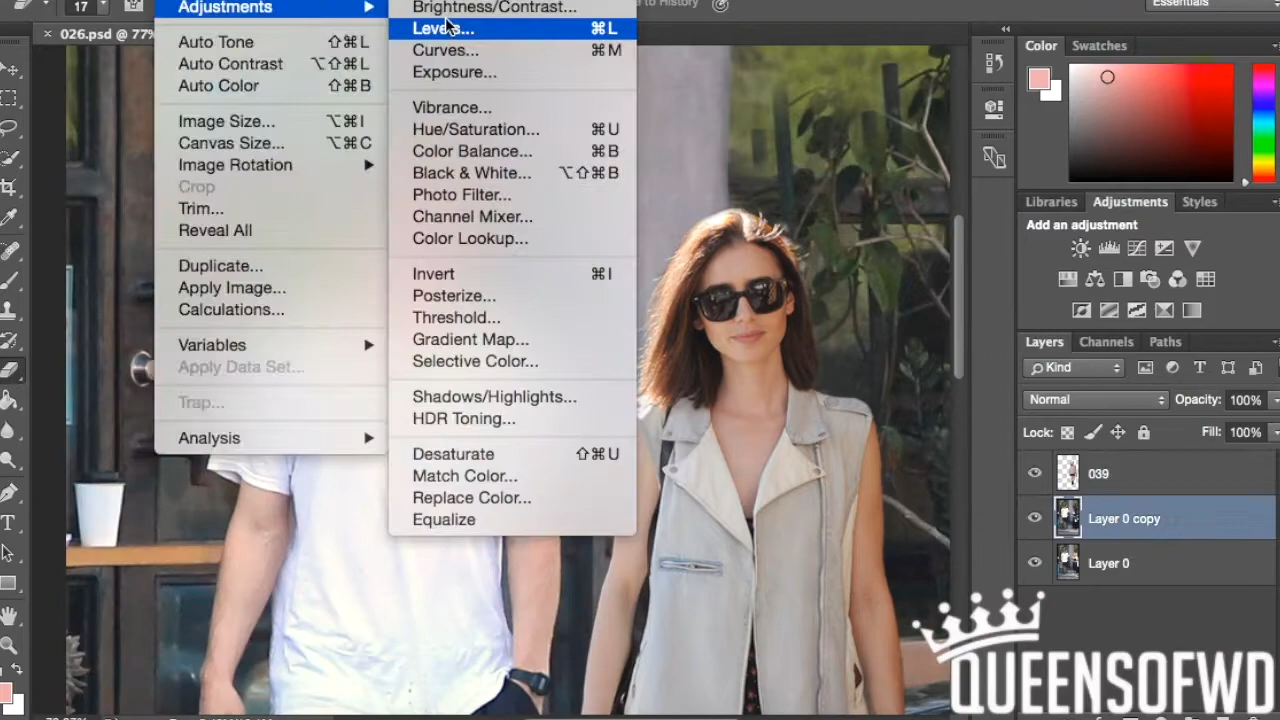 17
to History
Essentials
× 026.psd @ 77%
Adjustments
Auto Tone ⇧⌘L
Auto Contrast ⌥⇧⌘L
Auto Color ⇧⌘B
Image Size... ⌥⌘I
Canvas Size... ⌥⌘C
Image Rotation
Crop
Trim...
Reveal All
Duplicate...
Apply Image...
Calculations...
Variables
Apply Data Set...
Trap...
Analysis
Brightness/Contrast...
Levels... ⌘L
Curves... ⌘M
Exposure...
Vibrance...
Hue/Saturation... ⌘U
Color Balance... ⌘B
Black & White... ⌥⇧⌘B
Photo Filter...
Channel Mixer...
Color Lookup...
Invert ⌘I
Posterize...
Threshold...
Gradient Map...
Selective Color...
Shadows/Highlights...
HDR Toning...
Desaturate ⇧⌘U
Match Color...
Replace Color...
Equalize
Color Swatches
Libraries Adjustments Styles
Add an adjustment
Layers Channels Paths
Kind
Normal Opacity: 100%
Lock: Fill: 100%
039
Layer 0 copy
Layer 0
QUEENSOFWD